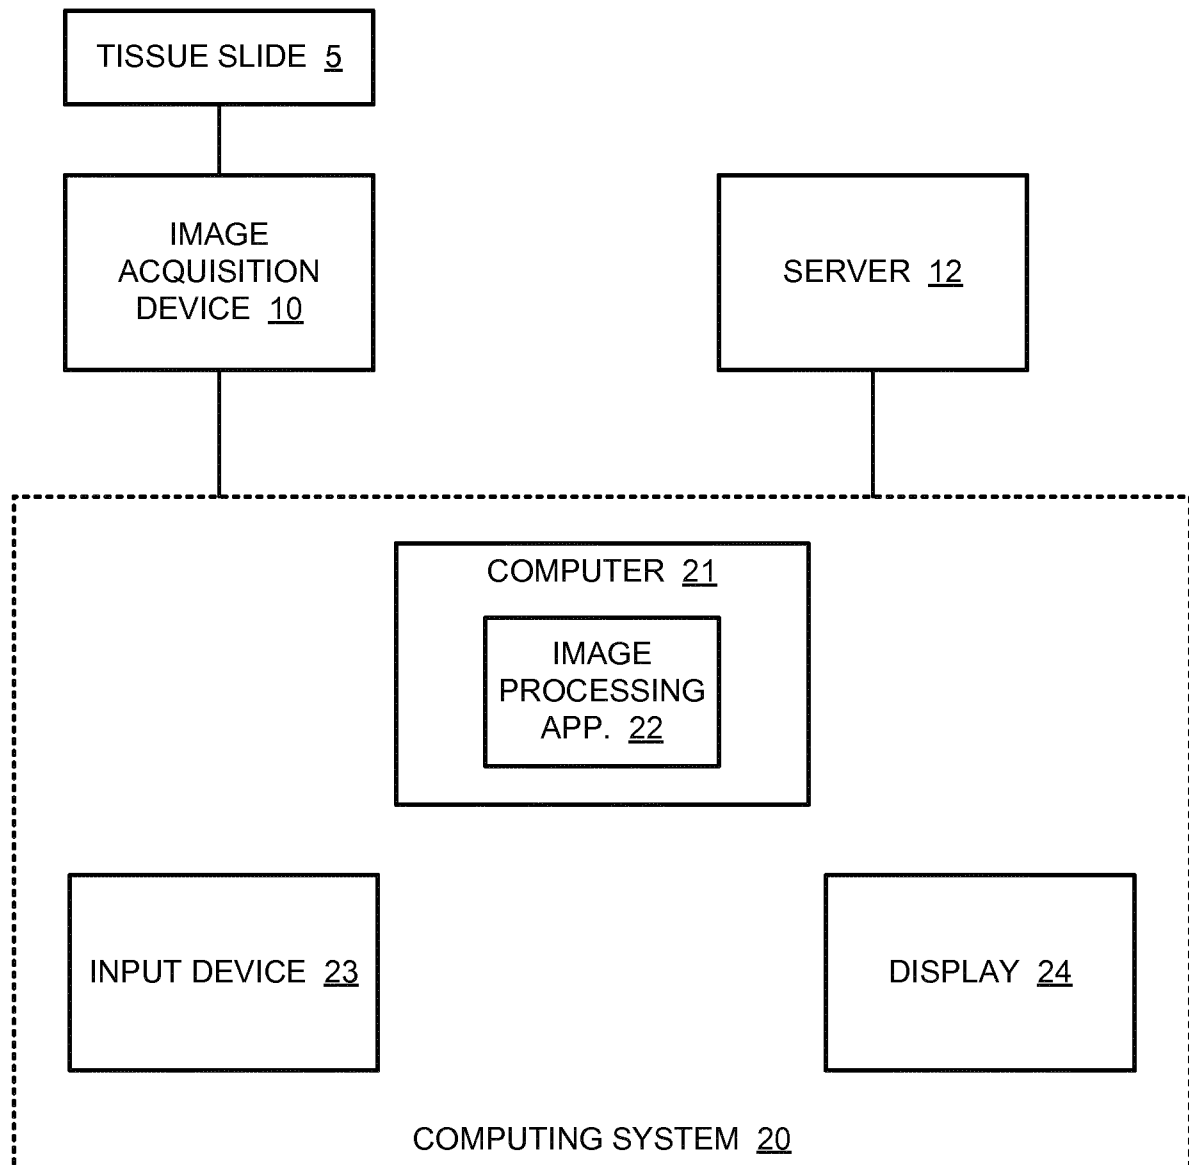 TISSUE SLIDE 5
IMAGE
ACQUISITION
DEVICE 10
SERVER 12
COMPUTER 21
IMAGE
PROCESSING
APP. 22
INPUT DEVICE 23
DISPLAY 24
COMPUTING SYSTEM 20